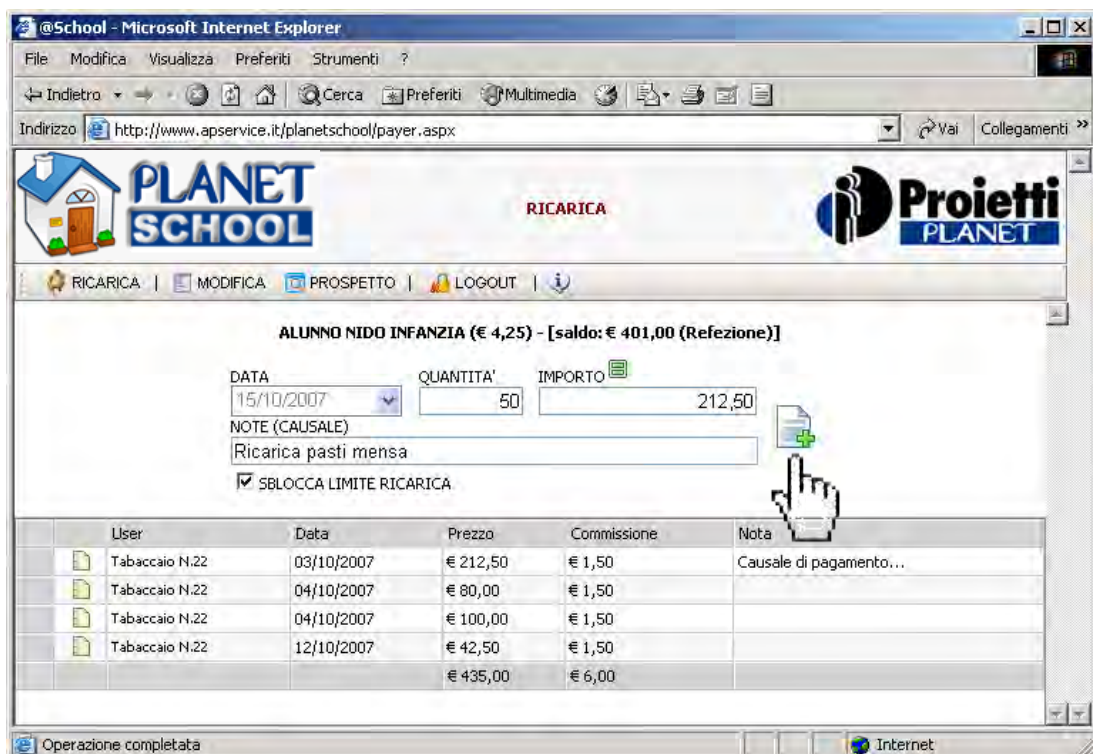 @School - Microsoft Internet Explorer
File Modifica Visualizza Preferiti Strumenti ?
Indietro Cerca Preferiti Multimedia
Indirizzo http://www.apservice.it/planetschool/payer.aspx Vai Collegamenti »
PLANET SCHOOL
RICARICA
Proietti PLANET
RICARICA | MODIFICA PROSPETTO | LOGOUT | i
ALUNNO NIDO INFANZIA (€ 4,25) - [saldo: € 401,00 (Refezione)]
DATA QUANTITA' IMPORTO
15/10/2007 50 212,50
NOTE (CAUSALE)
Ricarica pasti mensa
SBLOCCA LIMITE RICARICA
User Data Prezzo Commissione Nota
Tabaccaio N.22 03/10/2007 € 212,50 € 1,50 Causale di pagamento...
Tabaccaio N.22 04/10/2007 € 80,00 € 1,50
Tabaccaio N.22 04/10/2007 € 100,00 € 1,50
Tabaccaio N.22 12/10/2007 € 42,50 € 1,50
€ 435,00 € 6,00
Operazione completata Internet